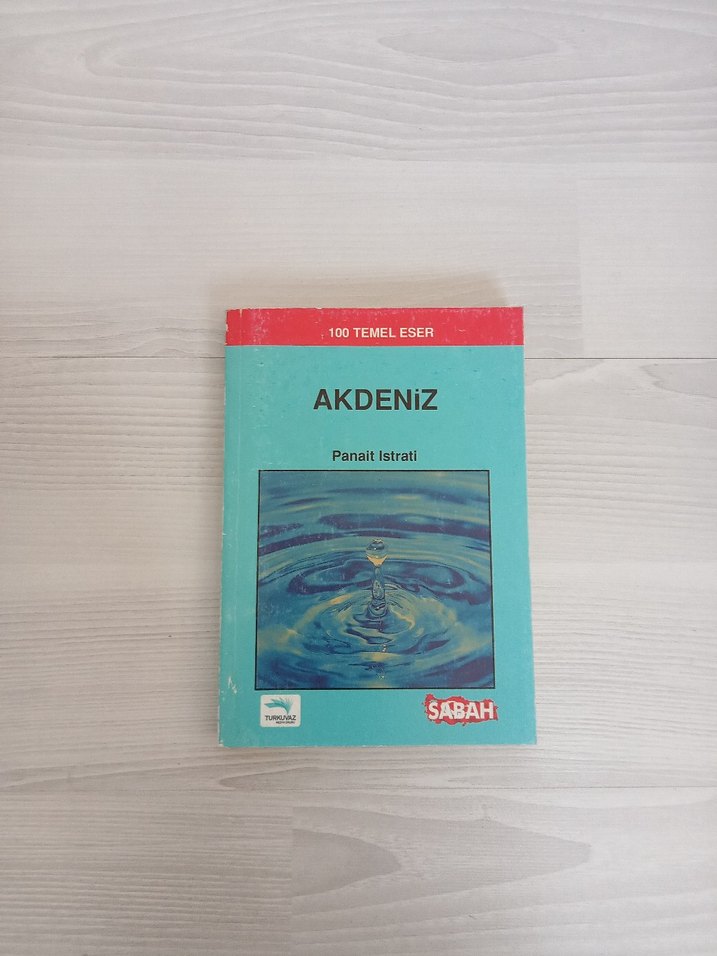 100 TEMEL ESER
AKDENiZ
Panait Istrati
TURKUVAZ
SABAH